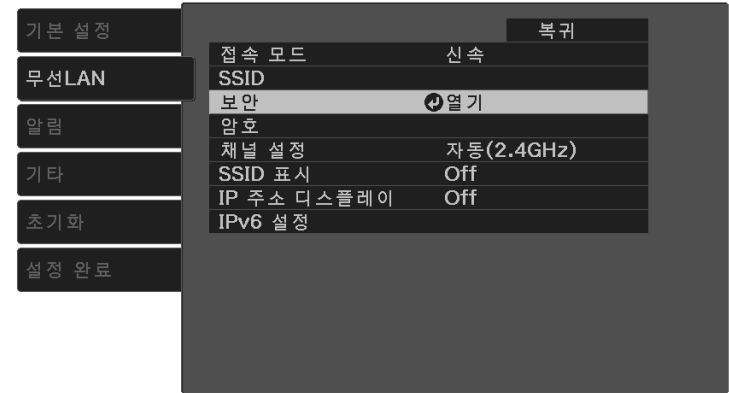 기본 설정
무선LAN
알림
기타
초기화
설정 완료
복귀
접속 모드 신속
SSID
보안 열기
암호
채널 설정 자동(2.4GHz)
SSID 표시 Off
IP 주소 디스플레이 Off
IPv6 설정